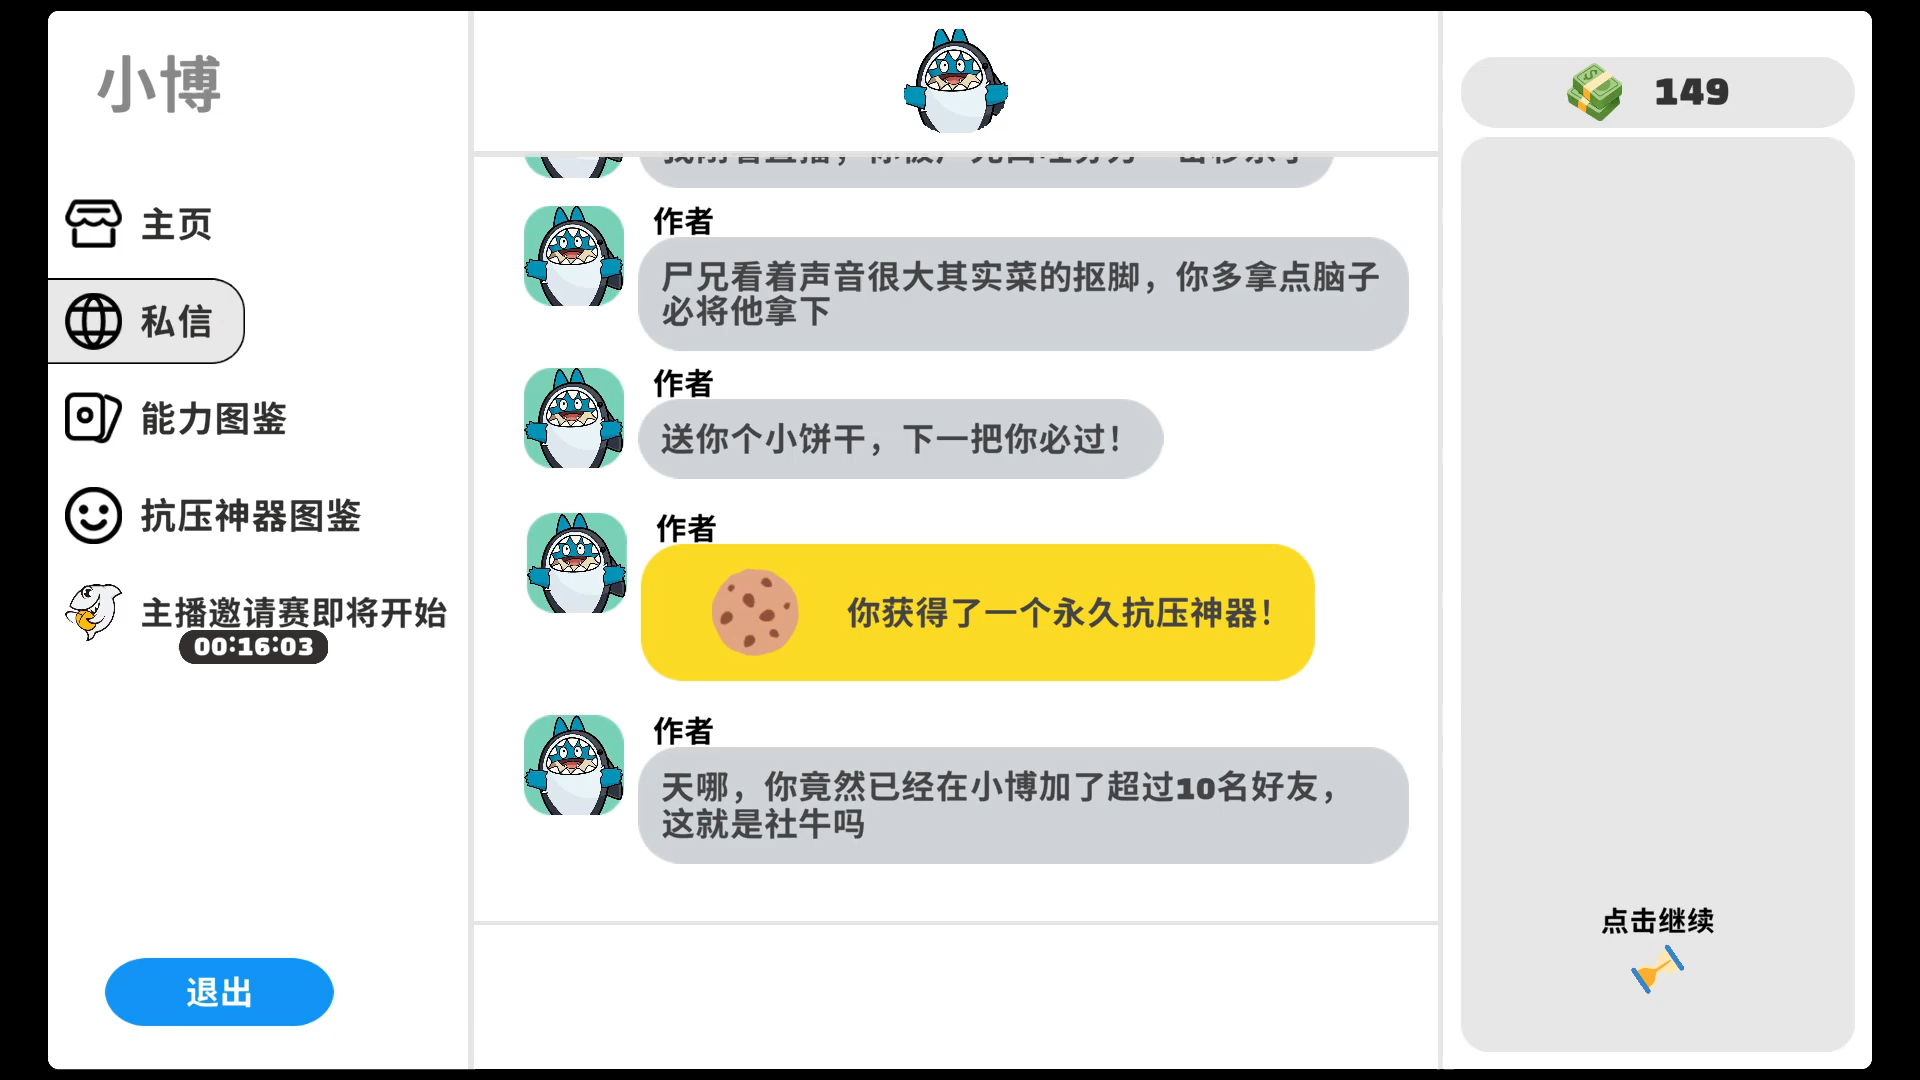 小博
主页
私信
能力图鉴
抗压神器图鉴
主播邀请赛即将开始
00:16:03
退出
作者
尸兄看着声音很大其实菜的抠脚，你多拿点脑子
必将他拿下
作者
送你个小饼干，下一把你必过！
作者
你获得了一个永久抗压神器！
作者
天哪，你竟然已经在小博加了超过10名好友，
这就是社牛吗
149
点击继续